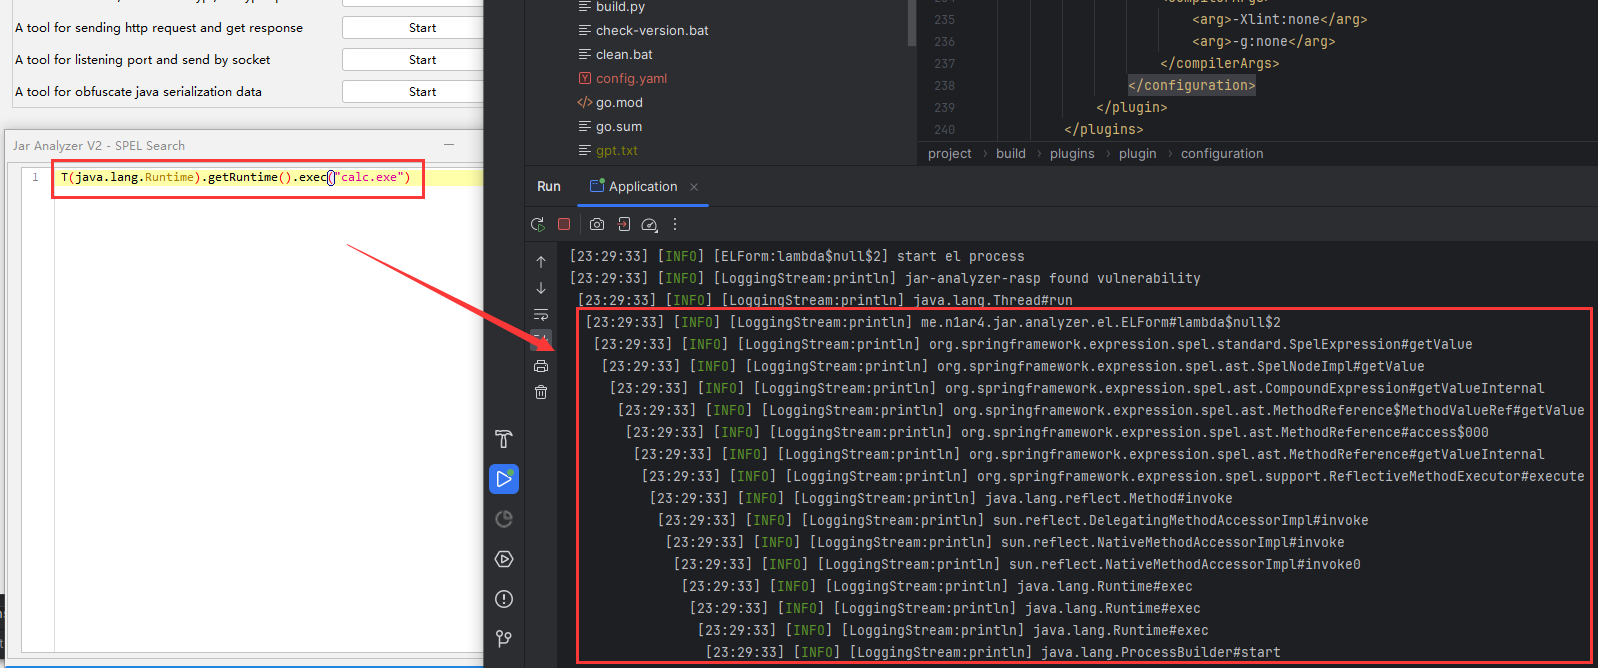 A tool for sending http request and get response
Start
A tool for listening port and send by socket
Start
A tool for obfuscate java serialization data
Start
Jar Analyzer V2 - SPEL Search
1
T(java.lang.Runtime).getRuntime().exec("calc.exe")
build.py
check-version.bat
clean.bat
config.yaml
go.mod
go.sum
gpt.txt
235 <arg>-Xlint:none</arg>
236 <arg>-g:none</arg>
237 </compilerArgs>
238 </configuration>
239 </plugin>
240 </plugins>
project › build › plugins › plugin › configuration
Run
Application
[23:29:33] [INFO] [ELForm:lambda$null$2] start el process
[23:29:33] [INFO] [LoggingStream:println] jar-analyzer-rasp found vulnerability
[23:29:33] [INFO] [LoggingStream:println] java.lang.Thread#run
[23:29:33] [INFO] [LoggingStream:println] me.n1ar4.jar.analyzer.el.ELForm#lambda$null$2
[23:29:33] [INFO] [LoggingStream:println] org.springframework.expression.spel.standard.SpelExpression#getValue
[23:29:33] [INFO] [LoggingStream:println] org.springframework.expression.spel.ast.SpelNodeImpl#getValue
[23:29:33] [INFO] [LoggingStream:println] org.springframework.expression.spel.ast.CompoundExpression#getValueInternal
[23:29:33] [INFO] [LoggingStream:println] org.springframework.expression.spel.ast.MethodReference$MethodValueRef#getValue
[23:29:33] [INFO] [LoggingStream:println] org.springframework.expression.spel.ast.MethodReference#access$000
[23:29:33] [INFO] [LoggingStream:println] org.springframework.expression.spel.ast.MethodReference#getValueInternal
[23:29:33] [INFO] [LoggingStream:println] org.springframework.expression.spel.support.ReflectiveMethodExecutor#execute
[23:29:33] [INFO] [LoggingStream:println] java.lang.reflect.Method#invoke
[23:29:33] [INFO] [LoggingStream:println] sun.reflect.DelegatingMethodAccessorImpl#invoke
[23:29:33] [INFO] [LoggingStream:println] sun.reflect.NativeMethodAccessorImpl#invoke
[23:29:33] [INFO] [LoggingStream:println] sun.reflect.NativeMethodAccessorImpl#invoke0
[23:29:33] [INFO] [LoggingStream:println] java.lang.Runtime#exec
[23:29:33] [INFO] [LoggingStream:println] java.lang.Runtime#exec
[23:29:33] [INFO] [LoggingStream:println] java.lang.Runtime#exec
[23:29:33] [INFO] [LoggingStream:println] java.lang.ProcessBuilder#start